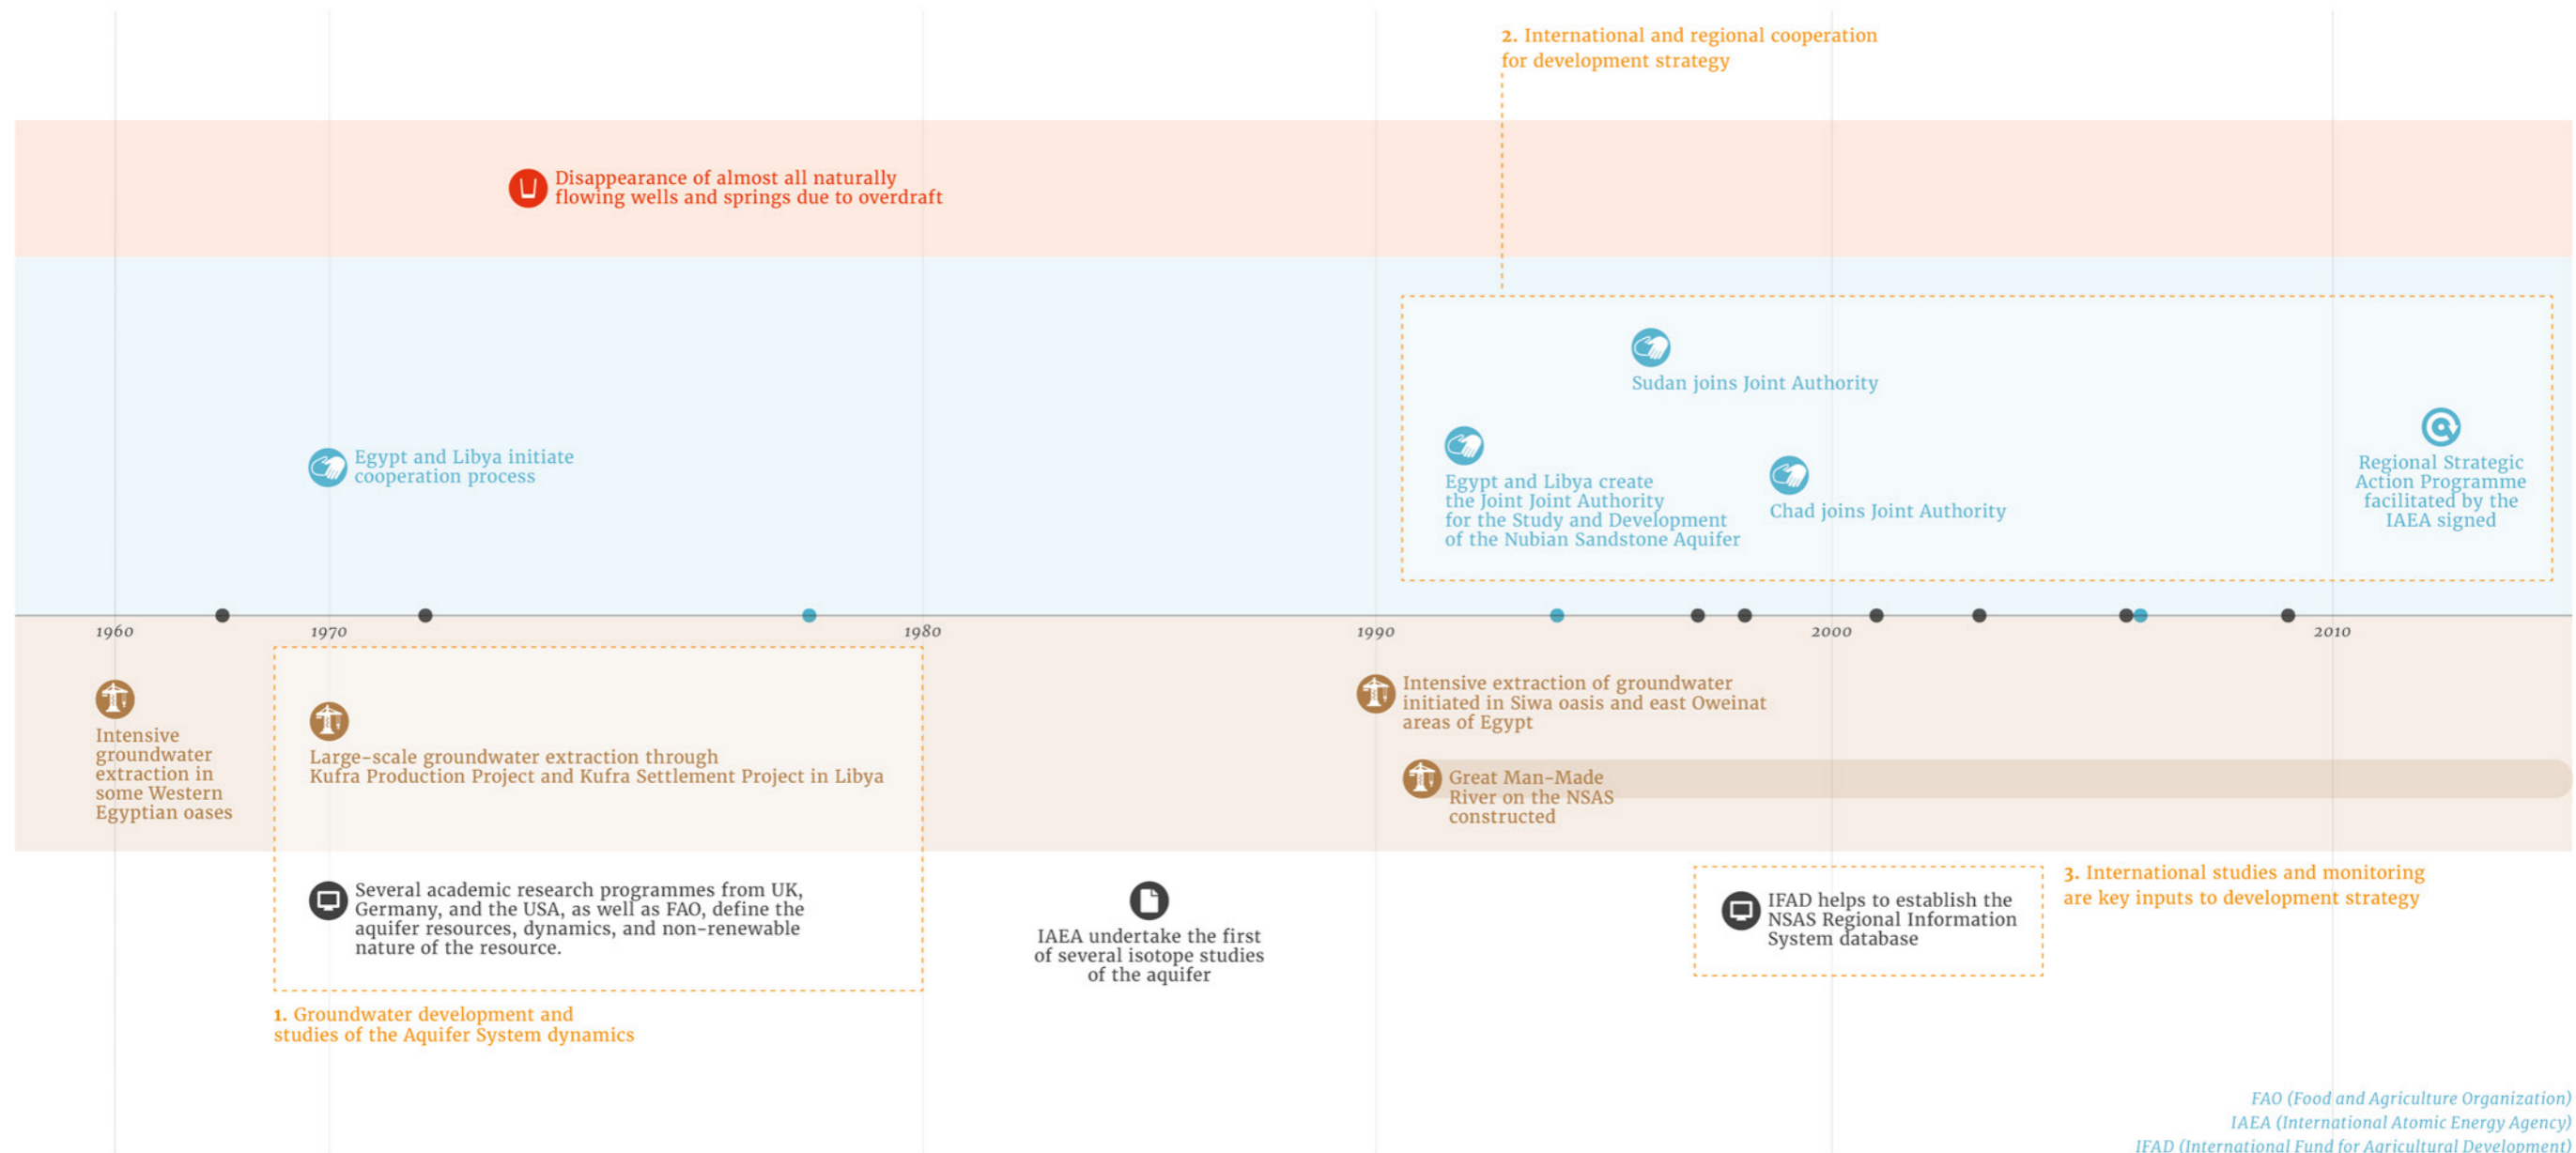 2. International and regional cooperation
for development strategy
Disappearance of almost all naturally
flowing wells and springs due to overdraft
Sudan joins Joint Authority
Egypt and Libya initiate
cooperation process
Egypt and Libya create
the Joint Joint Authority
for the Study and Development
of the Nubian Sandstone Aquifer
Chad joins Joint Authority
Regional Strategic
Action Programme
facilitated by the
IAEA signed
1960
1970
1980
1990
2000
2010
Intensive
groundwater
extraction in
some Western
Egyptian oases
Large-scale groundwater extraction through
Kufra Production Project and Kufra Settlement Project in Libya
Intensive extraction of groundwater
initiated in Siwa oasis and east Oweinat
areas of Egypt
Great Man-Made
River on the NSAS
constructed
Several academic research programmes from UK,
Germany, and the USA, as well as FAO, define the
aquifer resources, dynamics, and non-renewable
nature of the resource.
IAEA undertake the first
of several isotope studies
of the aquifer
IFAD helps to establish the
NSAS Regional Information
System database
3. International studies and monitoring
are key inputs to development strategy
1. Groundwater development and
studies of the Aquifer System dynamics
FAO (Food and Agriculture Organization)
IAEA (International Atomic Energy Agency)
IFAD (International Fund for Agricultural Development)